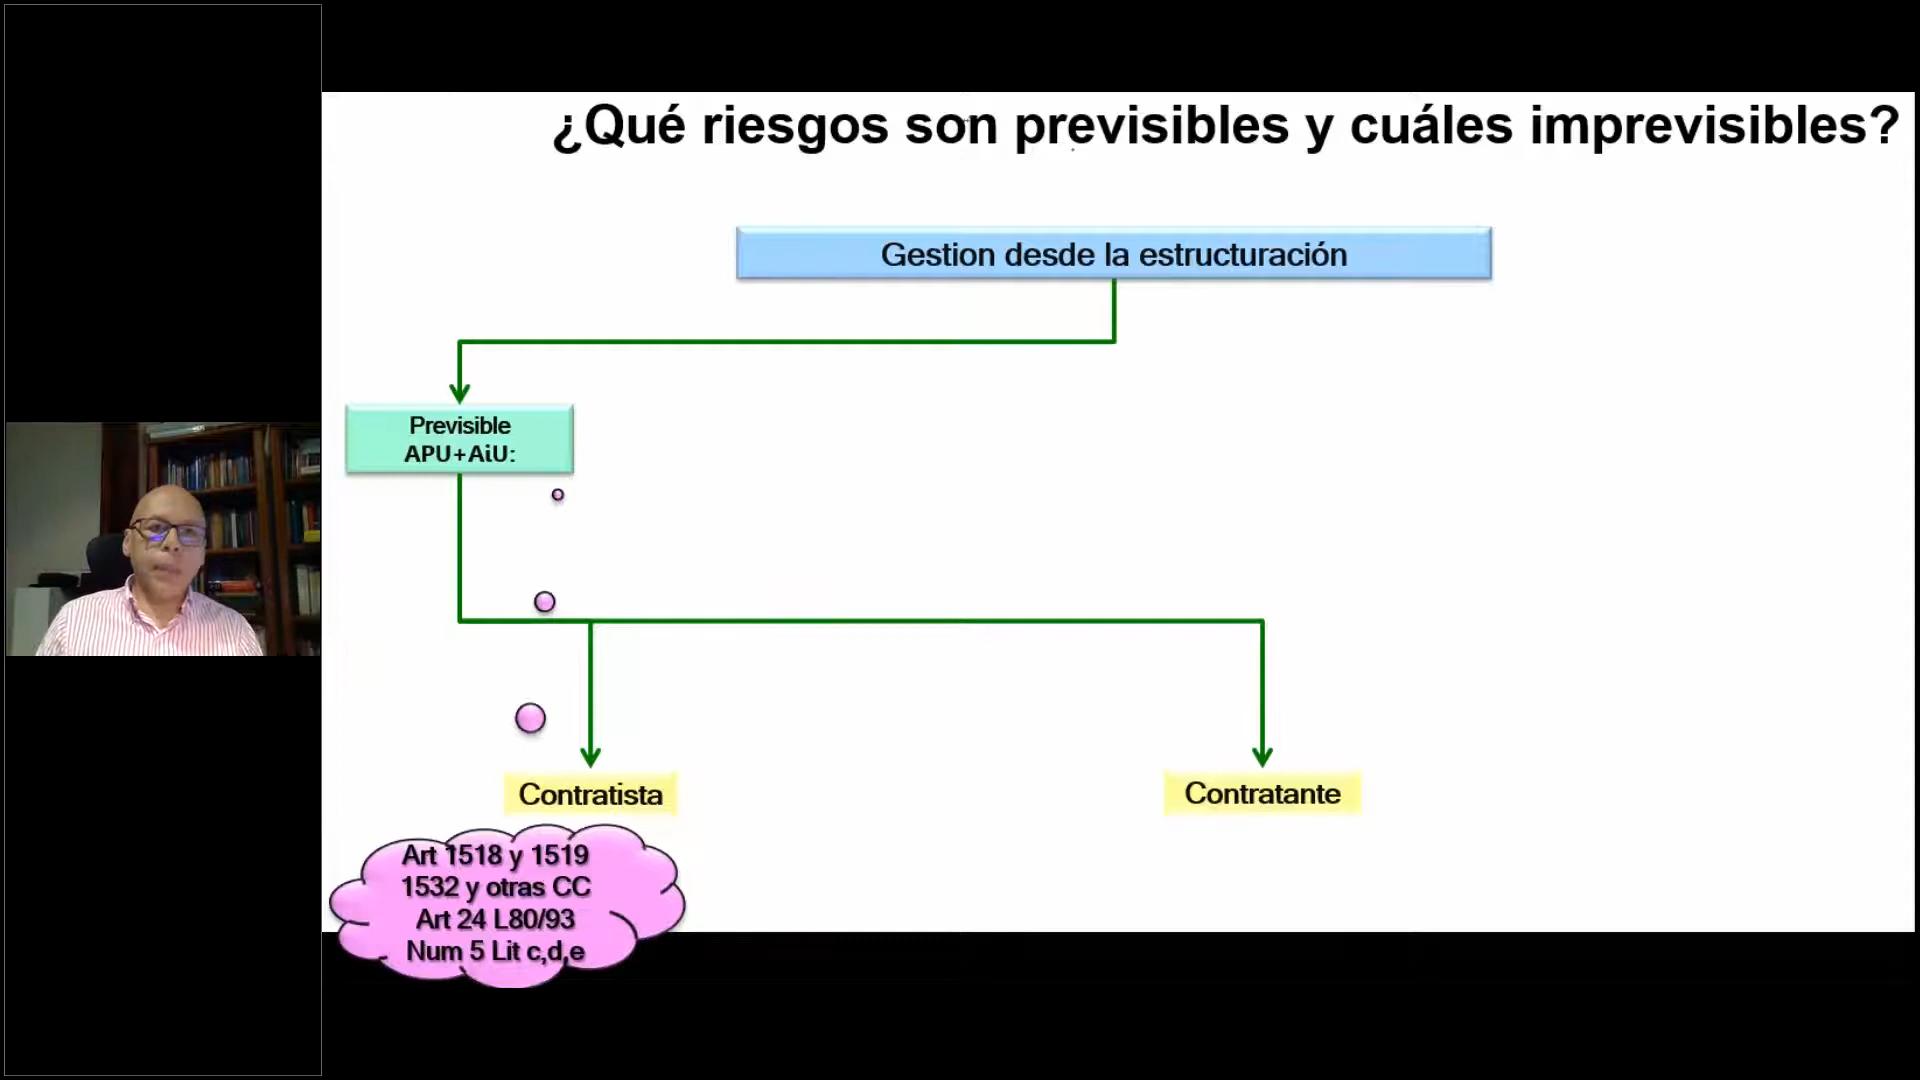 ¿Qué riesgos son previsibles y cuáles imprevisibles?
Gestion desde la estructuración
Previsible
APU+AiU:
Contratista
Contratante
Art 1518 y 1519
1532 y otras CC
Art 24 L80/93
Num 5 Lit c,d,e